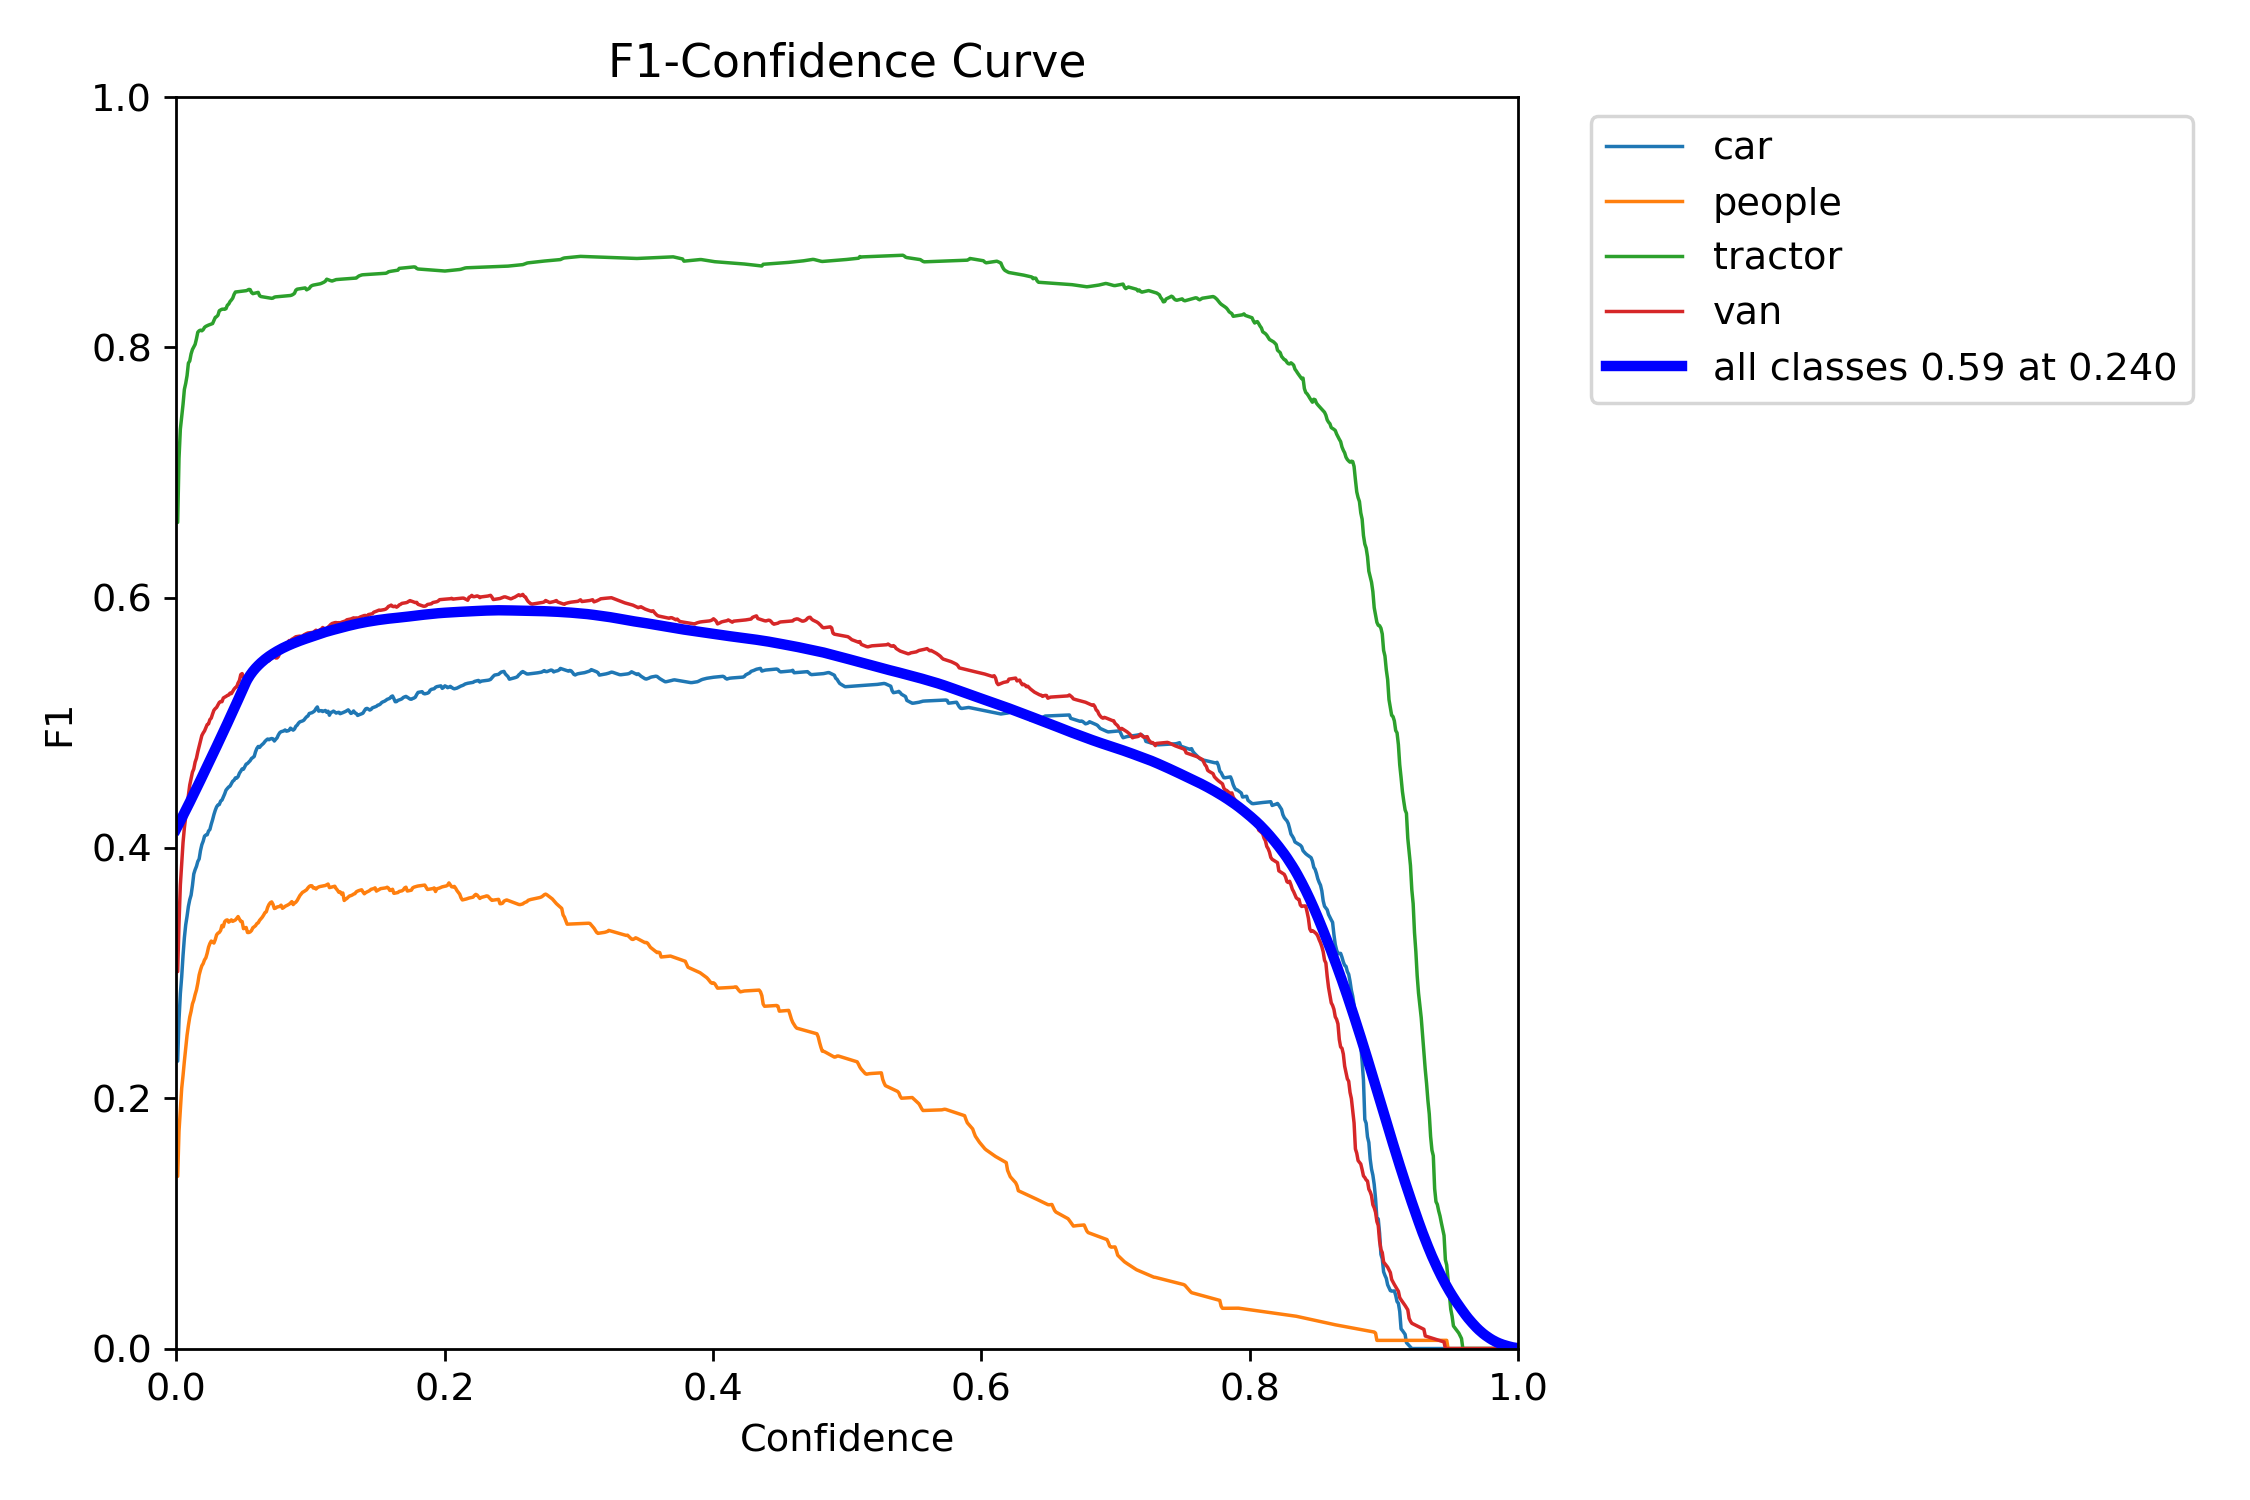 F1-Confidence Curve
1.0
0.8
0.6
0.4
0.2
0.0
F1
0.0 0.2 0.4 0.6 0.8 1.0
Confidence
car
people
tractor
van
all classes 0.59 at 0.240